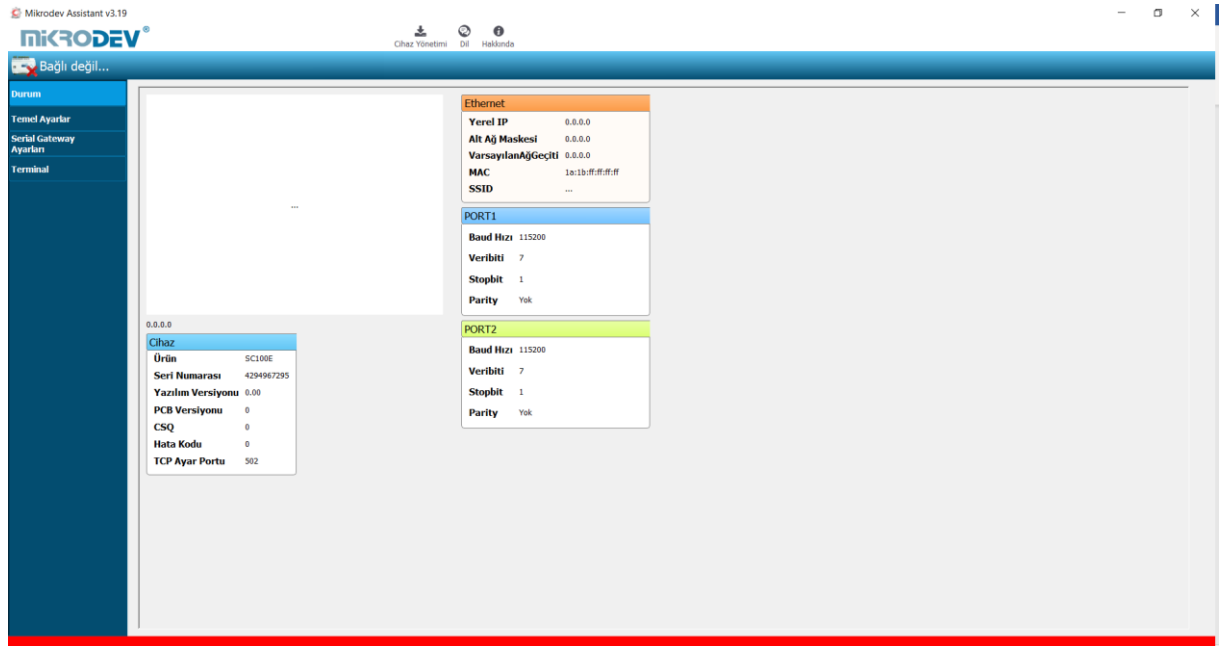 Mikrodev Assistant v3.19
MiKRODEV®
Cihaz Yönetimi Dil Hakkında
Bağlı değil...
Durum
Temel Ayarlar
Serial Gateway
Ayarları
Terminal
...
0.0.0.0
Cihaz
Ürün SC100E
Seri Numarası 4294967295
Yazılım Versiyonu 0.00
PCB Versiyonu 0
CSQ 0
Hata Kodu 0
TCP Ayar Portu 502
Ethernet
Yerel IP 0.0.0.0
Alt Ağ Maskesi 0.0.0.0
VarsayılanAğGeçiti 0.0.0.0
MAC 1a:1b:ff:ff:ff:ff
SSID ...
PORT1
Baud Hızı 115200
Veribiti 7
Stopbit 1
Parity Yok
PORT2
Baud Hızı 115200
Veribiti 7
Stopbit 1
Parity Yok